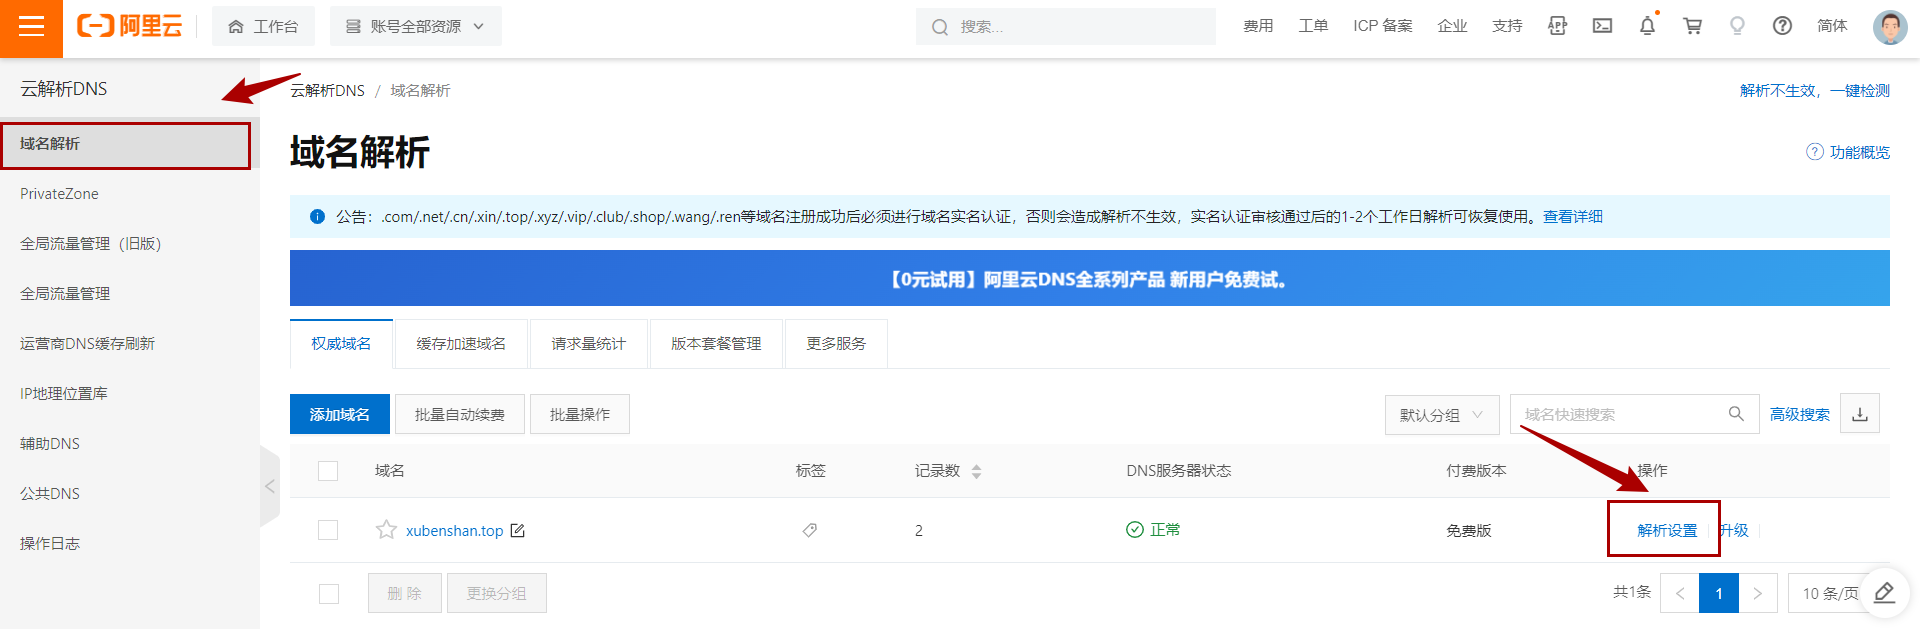 阿里云
工作台
账号全部资源
搜索...
费用
工单
ICP 备案
企业
支持
APP
简体
云解析DNS
域名解析
PrivateZone
全局流量管理（旧版）
全局流量管理
运营商DNS缓存刷新
IP地理位置库
辅助DNS
公共DNS
操作日志
云解析DNS / 域名解析
解析不生效，一键检测
域名解析
功能概览
公告：.com/.net/.cn/.xin/.top/.xyz/.vip/.club/.shop/.wang/.ren等域名注册成功后必须进行域名实名认证，否则会造成解析不生效，实名认证审核通过后的1-2个工作日解析可恢复使用。查看详细
【0元试用】阿里云DNS全系列产品 新用户免费试。
权威域名
缓存加速域名
请求量统计
版本套餐管理
更多服务
添加域名
批量自动续费
批量操作
默认分组
域名快速搜索
高级搜索
域名
标签
记录数
DNS服务器状态
付费版本
操作
xubenshan.top
2
正常
免费版
解析设置
升级
删 除
更换分组
共1条
<
1
>
10 条/页